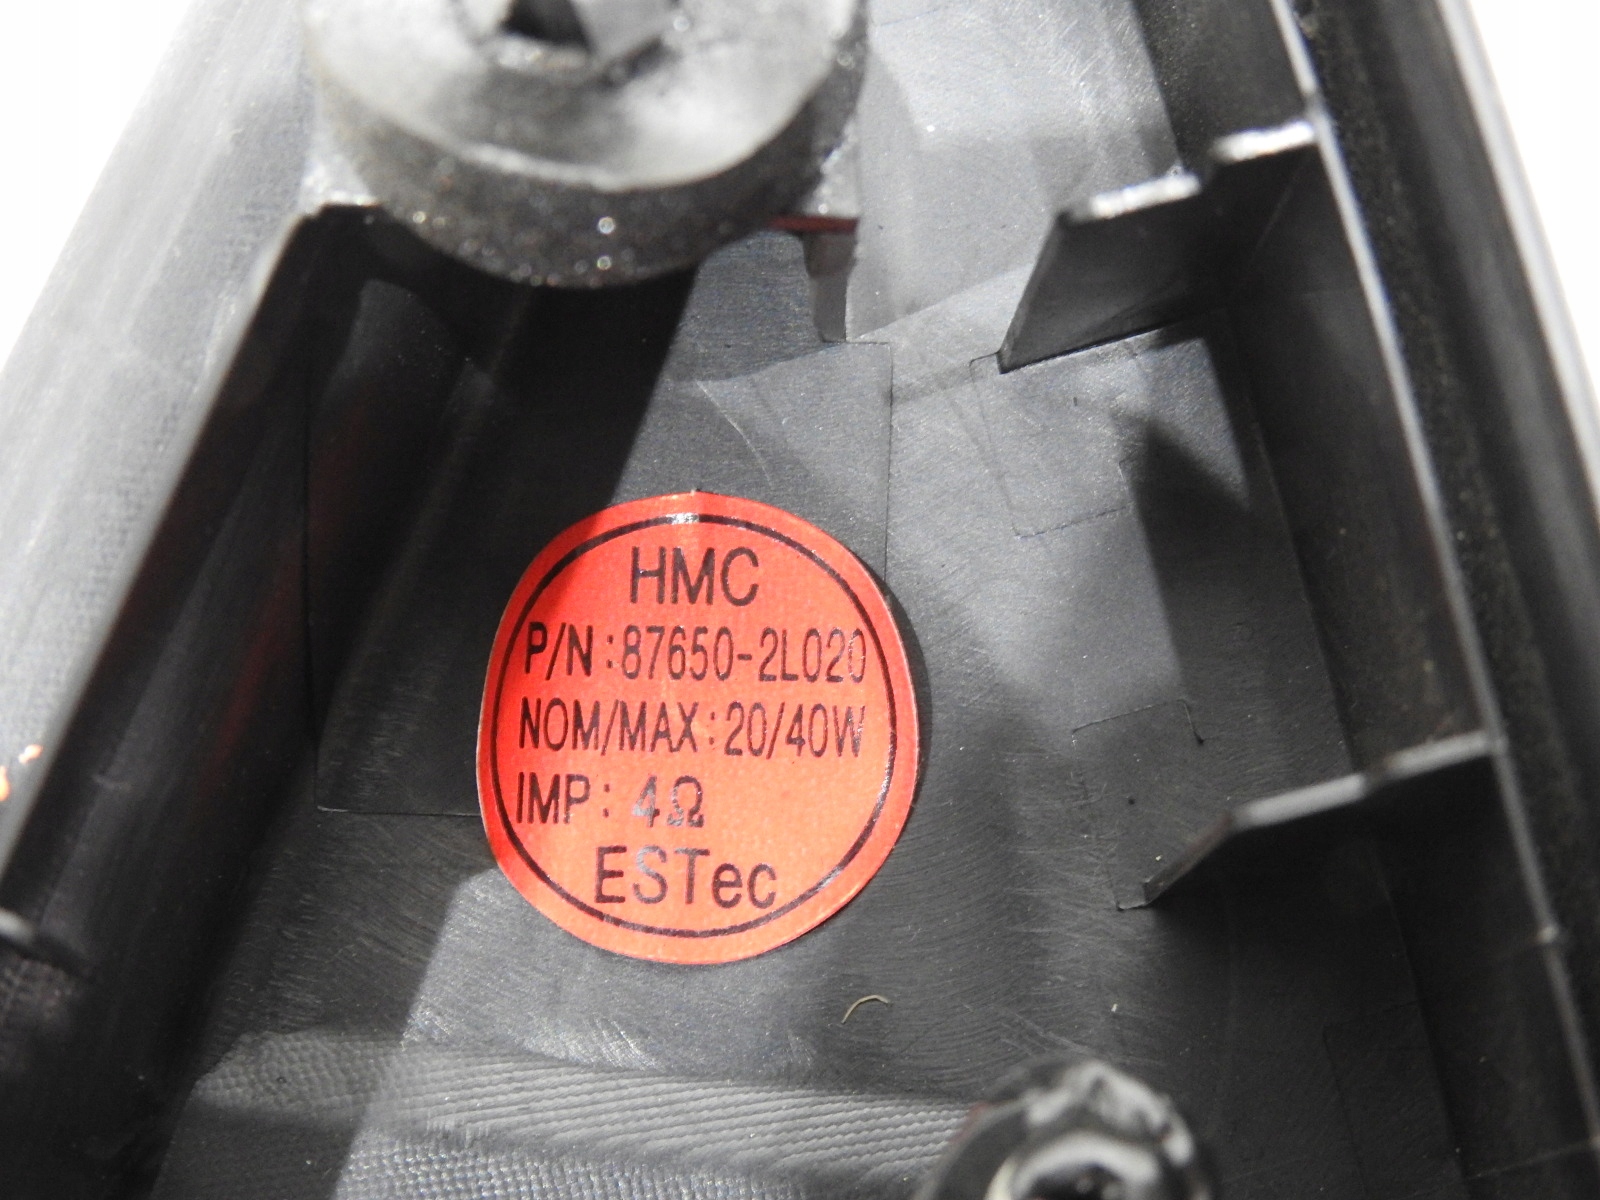 HMC
P/N:87650-2L020
NOM/MAX:20/40W
IMP: 4Ω
ESTec